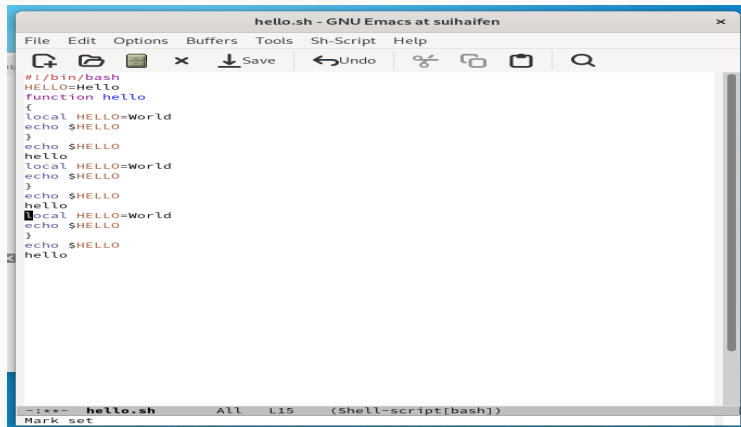 hello.sh - GNU Emacs at suihaifen ×
File Edit Options Buffers Tools Sh-Script Help
Save Undo
#!/bin/bash
HELLO=Hello
function hello
{
local HELLO=World
echo $HELLO
}
echo $HELLO
hello
local HELLO=World
echo $HELLO
}
echo $HELLO
hello
local HELLO=World
echo $HELLO
}
echo $HELLO
hello
-:**- hello.sh All L15 (Shell-script[bash])
Mark set